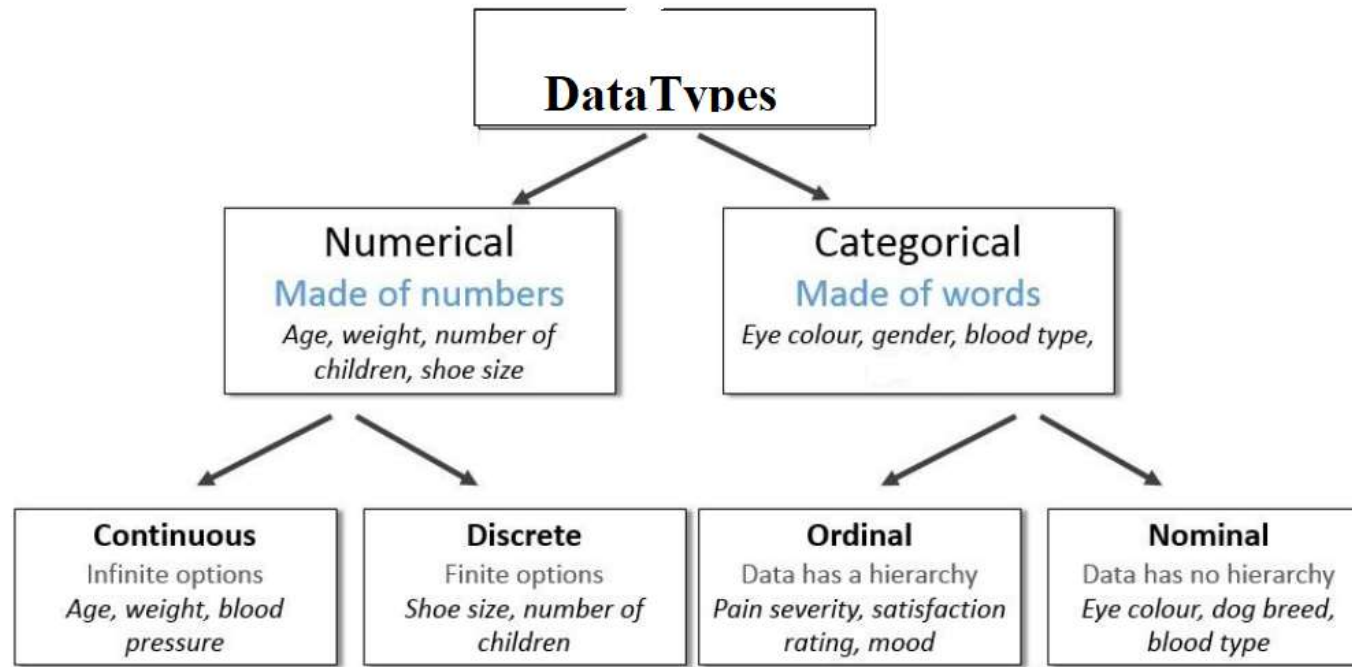 DataTypes
Numerical
Made of numbers
Age, weight, number of
children, shoe size
Categorical
Made of words
Eye colour, gender, blood type,
Continuous
Infinite options
Age, weight, blood
pressure
Discrete
Finite options
Shoe size, number of
children
Ordinal
Data has a hierarchy
Pain severity, satisfaction
rating, mood
Nominal
Data has no hierarchy
Eye colour, dog breed,
blood type